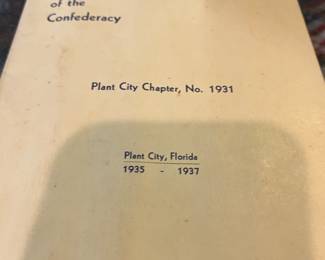 of the
Confederacy
Plant City Chapter, No. 1931
Plant City, Florida
1935 - 1937